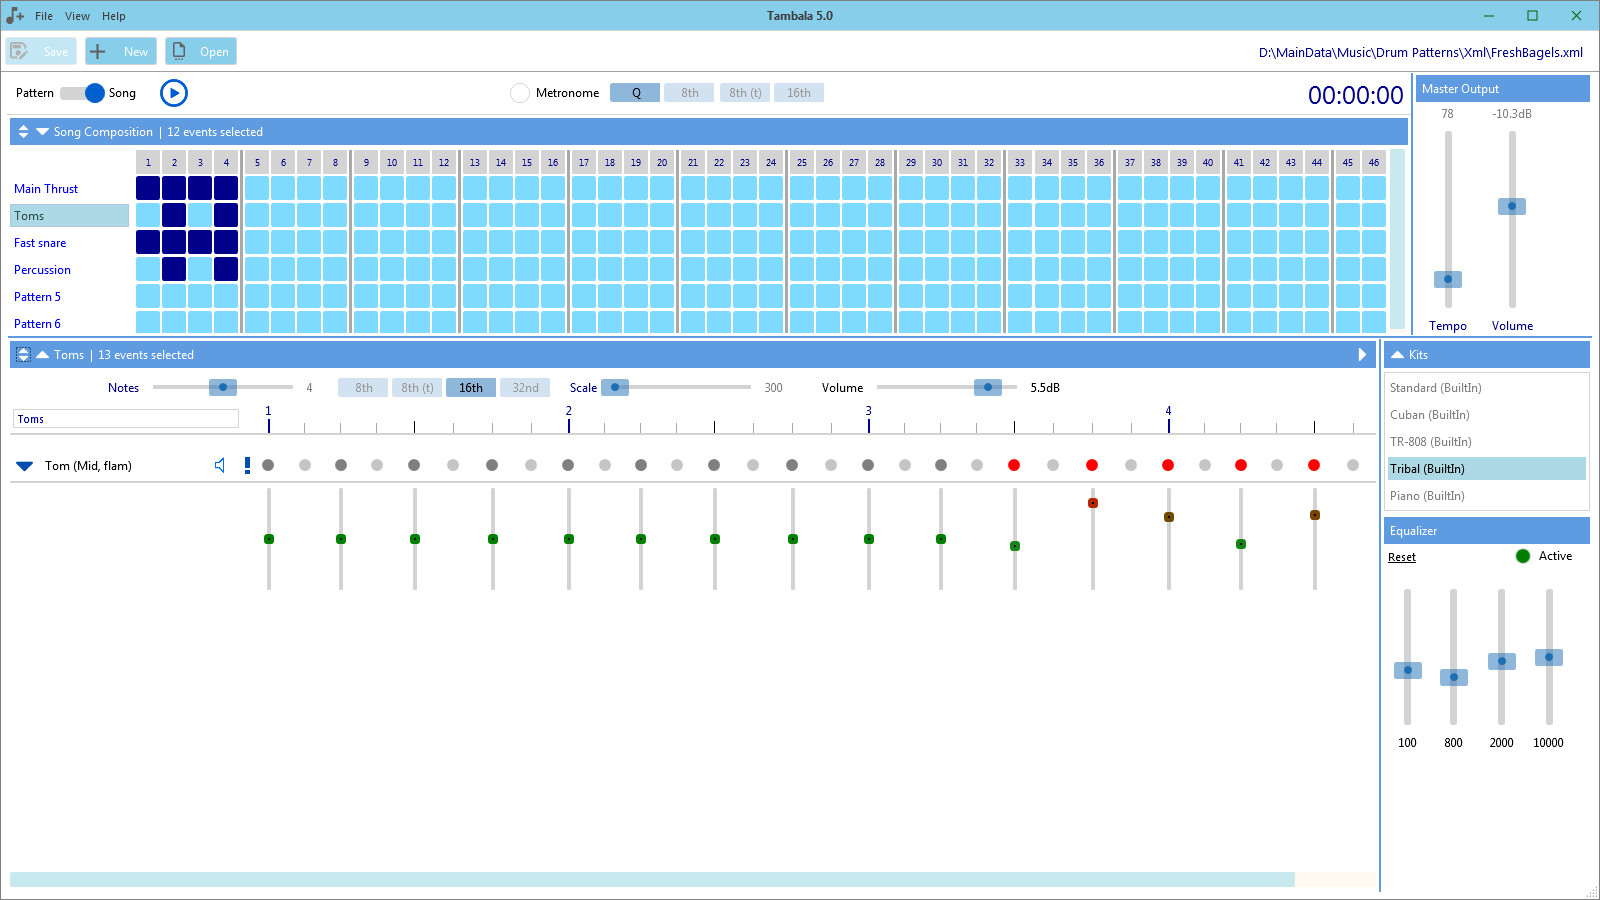 File View Help
Tambala 5.0
Save New Open
D:\MainData\Music\Drum Patterns\Xml\FreshBagels.xml
Pattern Song
Metronome Q 8th 8th (t) 16th
00:00:00
Master Output
78 -10.3dB
Tempo Volume
Song Composition | 12 events selected
1 2 3 4 5 6 7 8 9 10 11 12 13 14 15 16 17 18 19 20 21 22 23 24 25 26 27 28 29 30 31 32 33 34 35 36 37 38 39 40 41 42 43 44 45 46
Main Thrust
Toms
Fast snare
Percussion
Pattern 5
Pattern 6
Toms | 13 events selected
Notes 4 8th 8th (t) 16th 32nd Scale 300 Volume 5.5dB
Toms
1 2 3 4
Tom (Mid, flam)
Kits
Standard (BuiltIn)
Cuban (BuiltIn)
TR-808 (BuiltIn)
Tribal (BuiltIn)
Piano (BuiltIn)
Equalizer
Reset Active
100 800 2000 10000